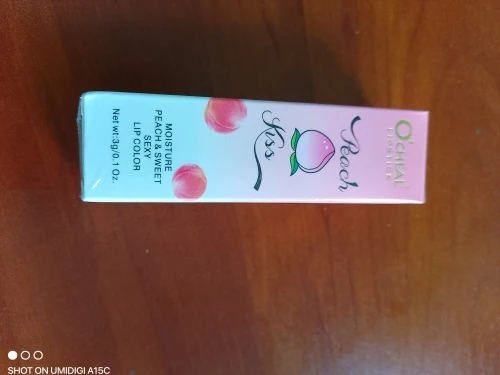 O'CHEAL
LIPSTICK
Peach
Kiss
MOISTURE
PEACH & SWEET
SEXY
LIP COLOR
Net wt:3g/0.1 Oz.
SHOT ON UMIDIGI A15C